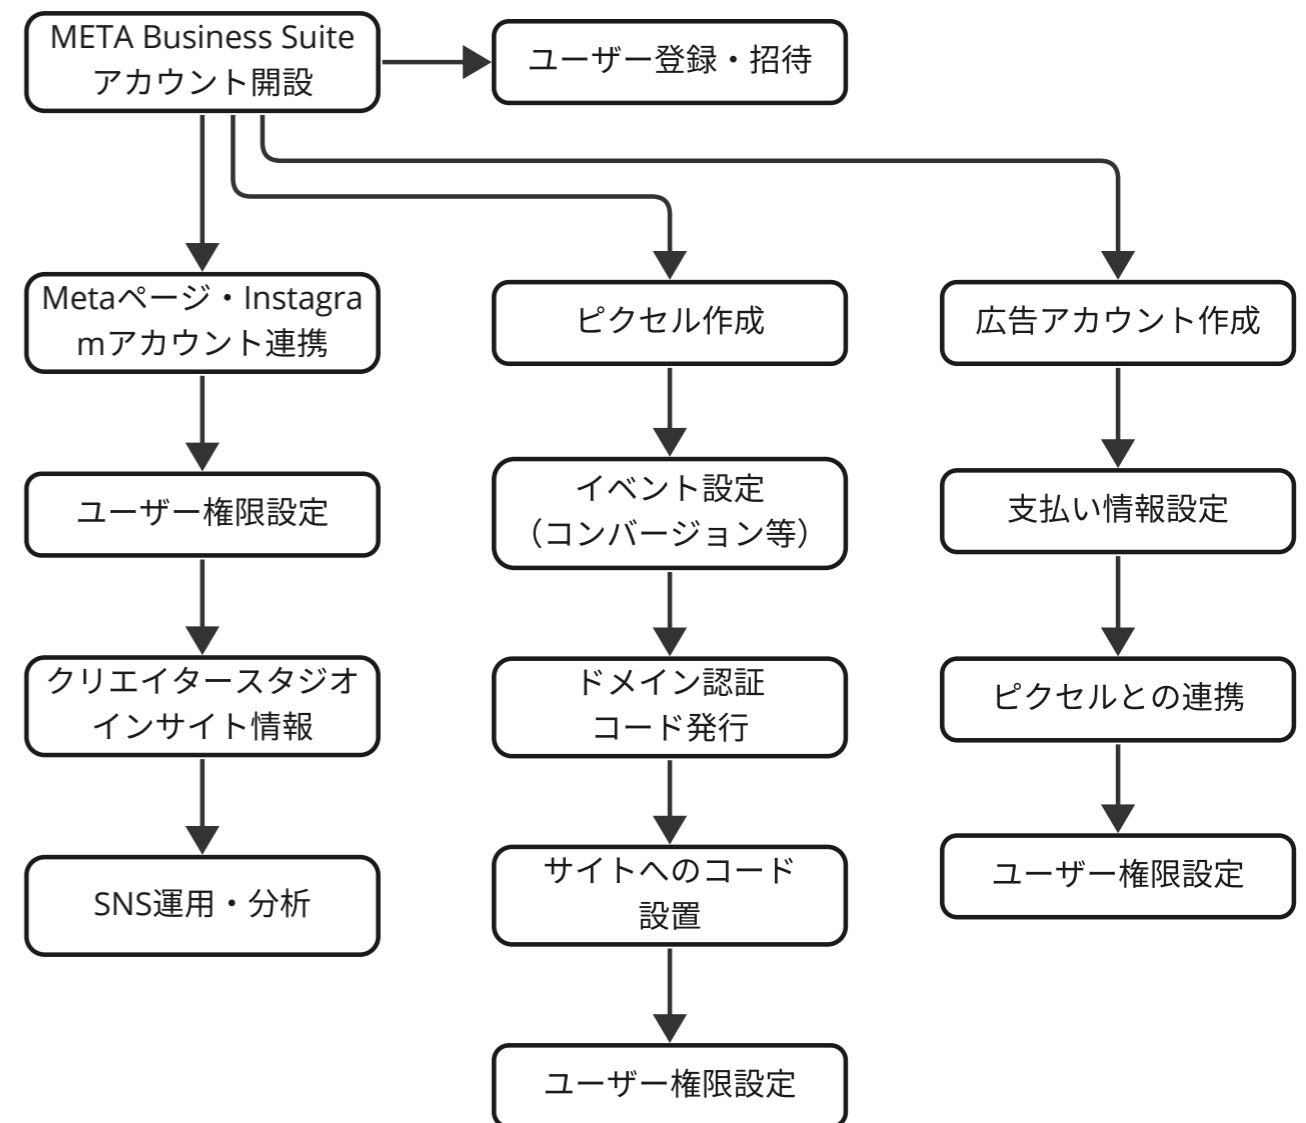 META Business Suite
アカウント開設
ユーザー登録・招待
Metaページ・Instagra
mアカウント連携
ユーザー権限設定
クリエイタースタジオ
インサイト情報
SNS運用・分析
ピクセル作成
イベント設定
（コンバージョン等）
ドメイン認証
コード発行
サイトへのコード
設置
ユーザー権限設定
広告アカウント作成
支払い情報設定
ピクセルとの連携
ユーザー権限設定